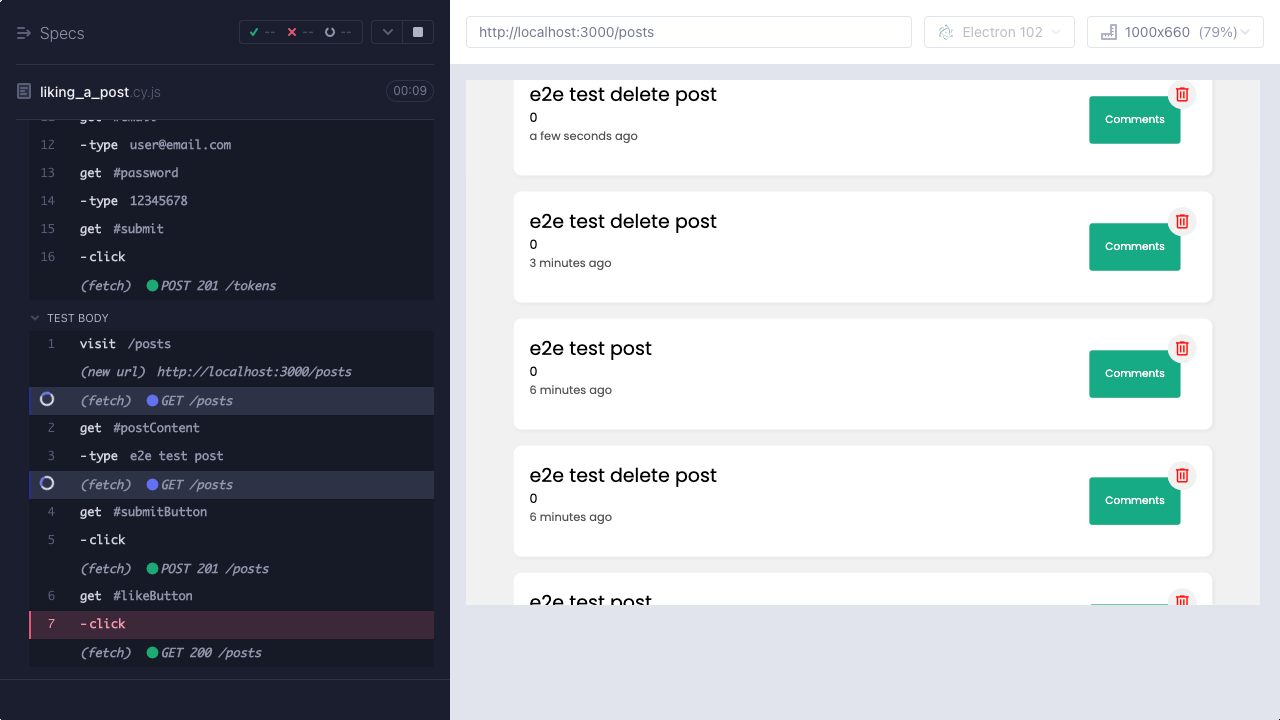 Specs
-- -- --
liking_a_post.cy.js
00:09
12 -type user@email.com
13 get #password
14 -type 12345678
15 get #submit
16 -click
(fetch) POST 201 /tokens
TEST BODY
1 visit /posts
(new url) http://localhost:3000/posts
(fetch) GET /posts
2 get #postContent
3 -type e2e test post
(fetch) GET /posts
4 get #submitButton
5 -click
(fetch) POST 201 /posts
6 get #likeButton
7 -click
(fetch) GET 200 /posts
http://localhost:3000/posts
Electron 102
1000x660 (79%)
e2e test delete post
0
a few seconds ago
Comments
e2e test delete post
0
3 minutes ago
Comments
e2e test post
0
6 minutes ago
Comments
e2e test delete post
0
6 minutes ago
Comments
e2e test post